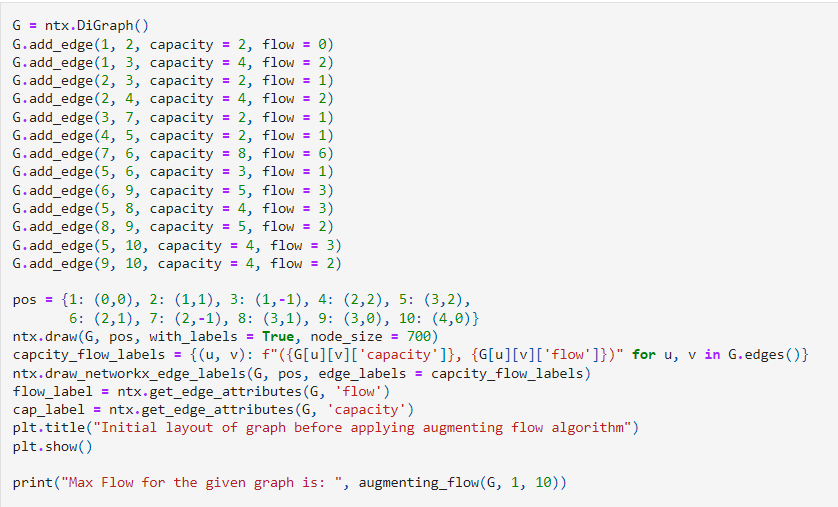 G = ntx.DiGraph()
G.add_edge(1, 2, capacity = 2, flow = 0)
G.add_edge(1, 3, capacity = 4, flow = 2)
G.add_edge(2, 3, capacity = 2, flow = 1)
G.add_edge(2, 4, capacity = 4, flow = 2)
G.add_edge(3, 7, capacity = 2, flow = 1)
G.add_edge(4, 5, capacity = 2, flow = 1)
G.add_edge(7, 6, capacity = 8, flow = 6)
G.add_edge(5, 6, capacity = 3, flow = 1)
G.add_edge(6, 9, capacity = 5, flow = 3)
G.add_edge(5, 8, capacity = 4, flow = 3)
G.add_edge(8, 9, capacity = 5, flow = 2)
G.add_edge(5, 10, capacity = 4, flow = 3)
G.add_edge(9, 10, capacity = 4, flow = 2)
pos = {1: (0,0), 2: (1,1), 3: (1,-1), 4: (2,2), 5: (3,2),
6: (2,1), 7: (2,-1), 8: (3,1), 9: (3,0), 10: (4,0)}
ntx.draw(G, pos, with_labels = True, node_size = 700)
capcity_flow_labels = {(u, v): f"({G[u][v]['capacity']}, {G[u][v]['flow']})" for u, v in G.edges()}
ntx.draw_networkx_edge_labels(G, pos, edge_labels = capcity_flow_labels)
flow_label = ntx.get_edge_attributes(G, 'flow')
cap_label = ntx.get_edge_attributes(G, 'capacity')
plt.title("Initial layout of graph before applying augmenting flow algorithm")
plt.show()
print("Max Flow for the given graph is: ", augmenting_flow(G, 1, 10))